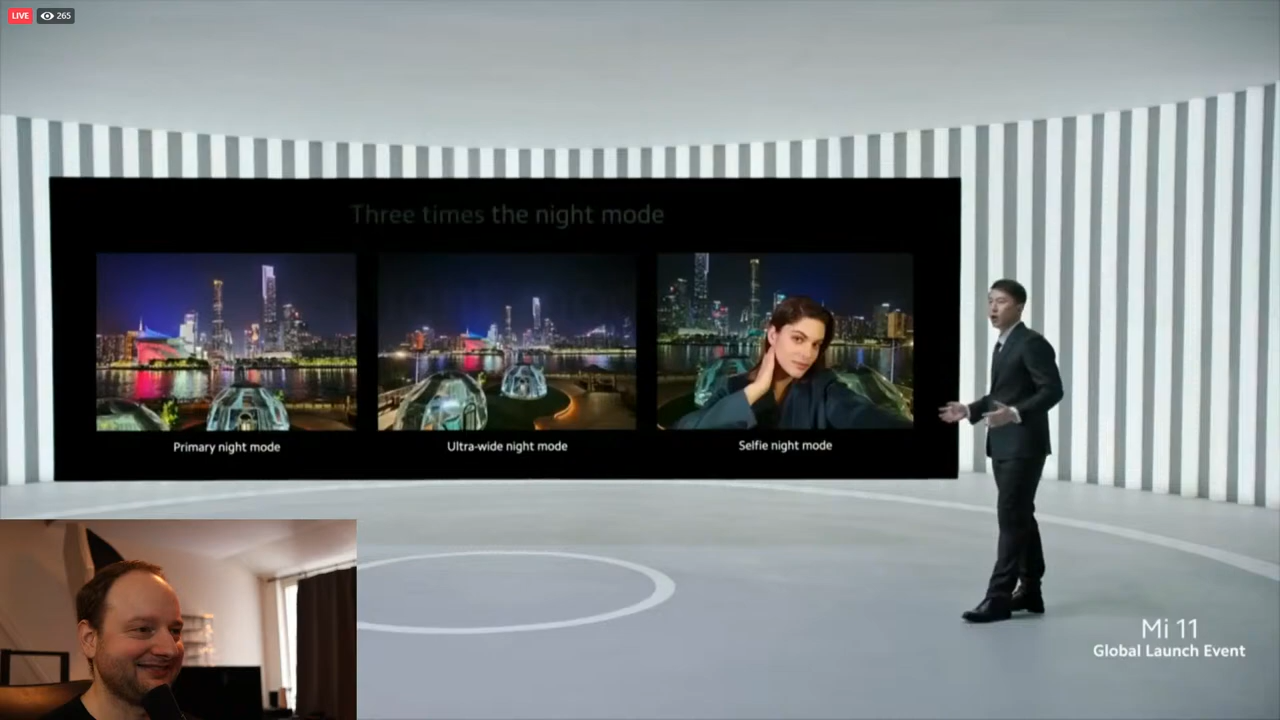 LIVE 265
Three times the night mode
Primary night mode
Ultra-wide night mode
Selfie night mode
Mi 11
Global Launch Event